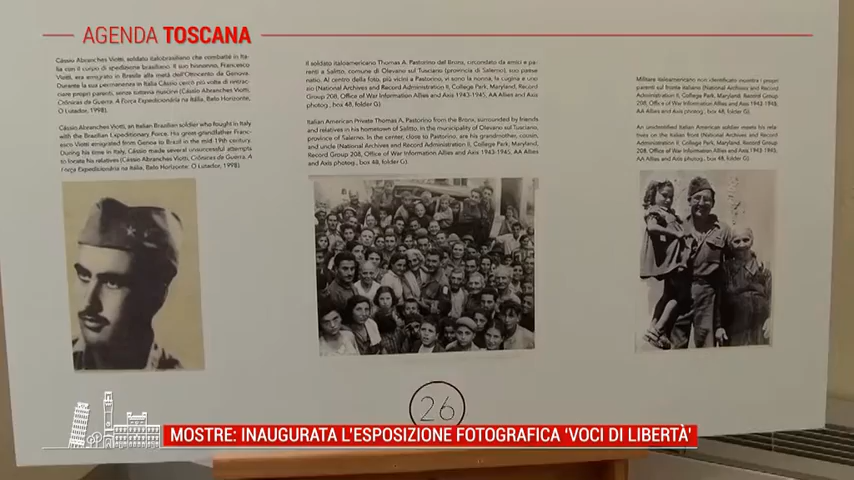 AGENDA TOSCANA
Cássio Abranches Viotti, soldato italobrasiliano che combatté in Ita-
lia con il corpo di spedizione brasiliano. Il suo bisnonno, Francesco
Viotti, era emigrato in Brasile alla metà dell'Ottocento da Genova.
Durante la sua permanenza in Italia Cássio cercò più volte di rintrac-
ciare propri parenti, senza tuttavia riuscirci (Cássio Abranches Viotti,
Crônicas da Guerra. A Força Expedicionária na Itália, Belo Horizonte,
O Lutador, 1998).
Cássio Abranches Viotti, an Italian Brazilian soldier who fought in Italy
with the Brazilian Expeditionary Force. His great-grandfather Fran-
cesco Viotti emigrated from Genoa to Brazil in the mid 19th century.
During his time in Italy, Cássio made several unsuccessful attempts
to locate his relatives (Cássio Abranches Viotti, Crônicas de Guerra. A
Força Expedicionária na Itália, Belo Horizonte: O Lutador, 1998).
Il soldato italoamericano Thomas A. Pastorino del Bronx, circondato da amici e pa-
renti a Salitto, comune di Olevano sul Tusciano (provincia di Salerno), suo paese
natio. Al centro della foto, più vicini a Pastorino, vi sono la nonna, la cugina e uno
zio (National Archives and Record Administration II, College Park, Maryland, Record
Group 208, Office of War Information Allies and Axis 1943-1945, AA Allies and Axis
photog., box 48, folder G)
Italian American Private Thomas A. Pastorino from the Bronx, surrounded by friends
and relatives in his hometown of Salitto, in the municipality of Olevano sul Tusciano,
province of Salerno. In the center, close to Pastorino, are his grandmother, cousin,
and uncle (National Archives and Record Administration II, College Park, Maryland,
Record Group 208, Office of War Information Allies and Axis 1943-1945, AA Allies
and Axis photog., box 48, folder G).
Militare italoamericano non identificato incontra i propri
parenti sul fronte italiano (National Archives and Record
Administration II, College Park, Maryland, Record Group
208, Office of War Information Allies and Axis 1943-1945,
AA Allies and Axis photog., box 48, folder G)
An unidentified Italian American soldier meets his rela-
tives on the Italian front (National Archives and Record
Administration II, College Park, Maryland, Record Group
208, Office of War Information Allies and Axis 1943-1945,
AA Allies and Axis photog., box 48, folder G)
26
MOSTRE: INAUGURATA L'ESPOSIZIONE FOTOGRAFICA 'VOCI DI LIBERTÀ'